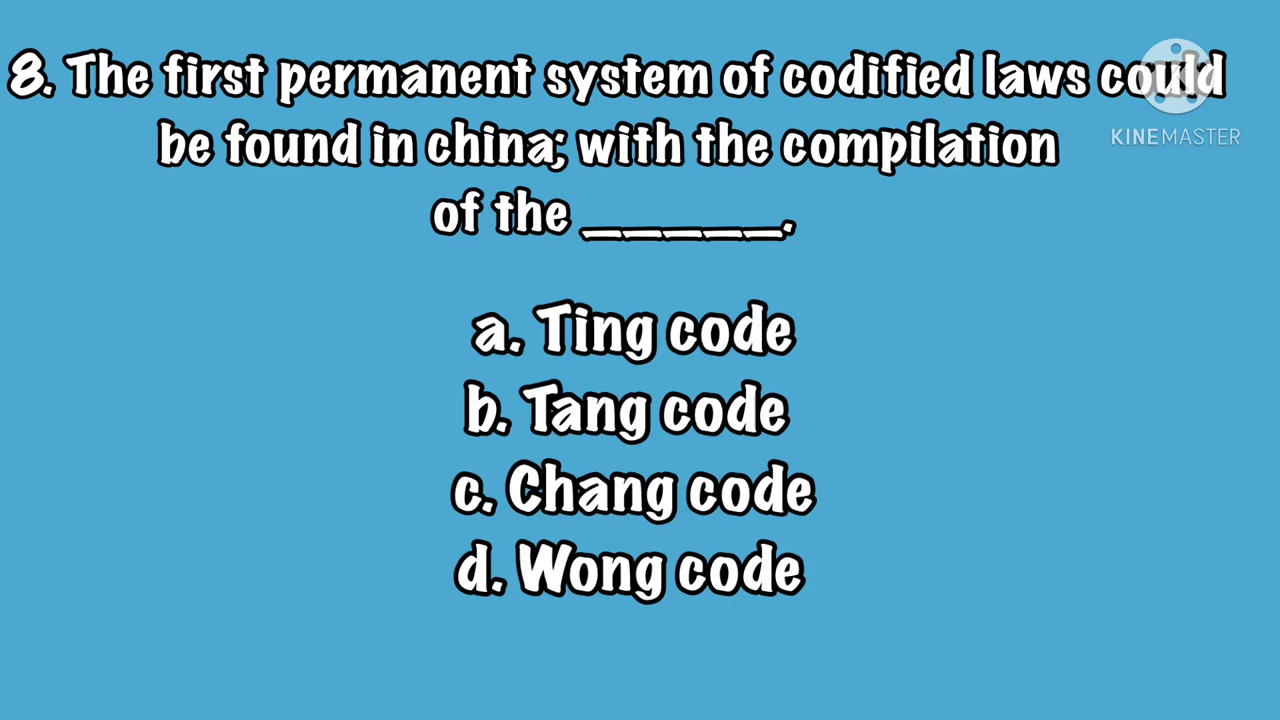 8. The first permanent system of codified laws could
be found in china; with the compilation
of the _____.
KINEMASTER
a. Ting code
b. Tang code
c. Chang code
d. Wong code